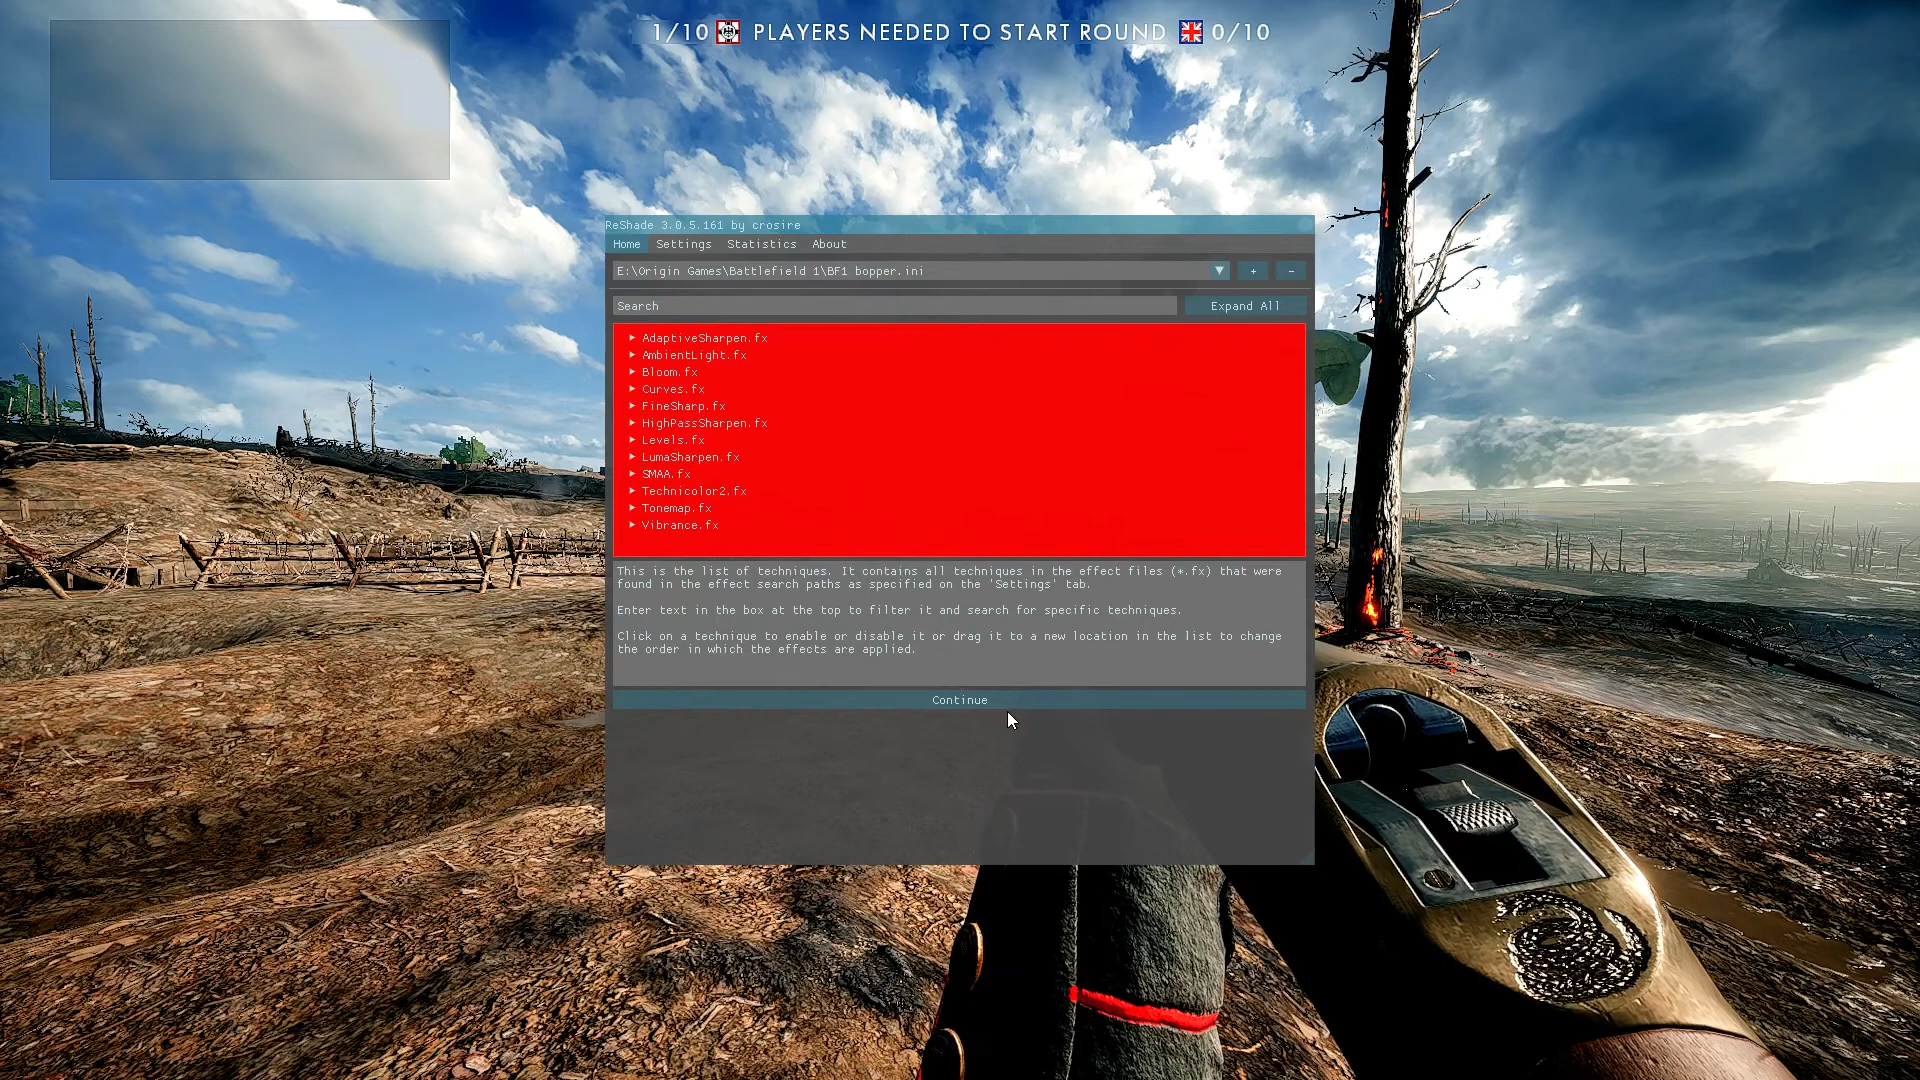 1/10 PLAYERS NEEDED TO START ROUND 0/10
ReShade 3.0.5.161 by crosire
Home Settings Statistics About
E:\Origin Games\Battlefield 1\BF1 bopper.ini ▼ + -
Search Expand All
AdaptiveSharpen.fx
AmbientLight.fx
Bloom.fx
Curves.fx
FineSharp.fx
HighPassSharpen.fx
Levels.fx
LumaSharpen.fx
SMAA.fx
Technicolor2.fx
Tonemap.fx
Vibrance.fx
This is the list of techniques. It contains all techniques in the effect files (*.fx) that were
found in the effect search paths as specified on the 'Settings' tab.
Enter text in the box at the top to filter it and search for specific techniques.
Click on a technique to enable or disable it or drag it to a new location in the list to change
the order in which the effects are applied.
Continue